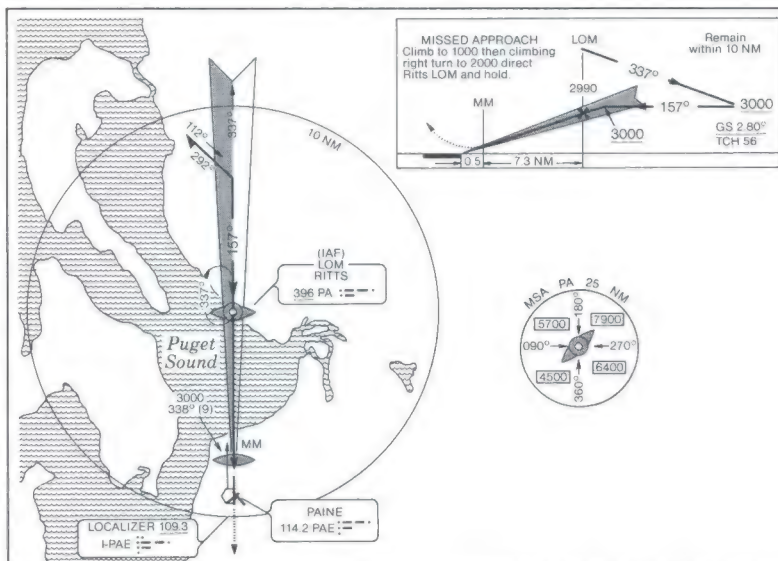 MISSED APPROACH
Climb to 1000 then climbing
right turn to 2000 direct
Ritts LOM and hold.
LOM
Remain
within 10 NM
337°
MM
2990
3000
157°
3000
GS 2.80°
TCH 56
0.5
7.3 NM
337°
10 NM
112°
292°
157°
(IAF)
LOM
RITTS
396 PA
337°
Puget
Sound
3000
338° (9)
MM
PAINE
114.2 PAE
LOCALIZER 109.3
I-PAE
MSA PA 25 NM
180°
5700
7900
090°
270°
4500
6400
360°